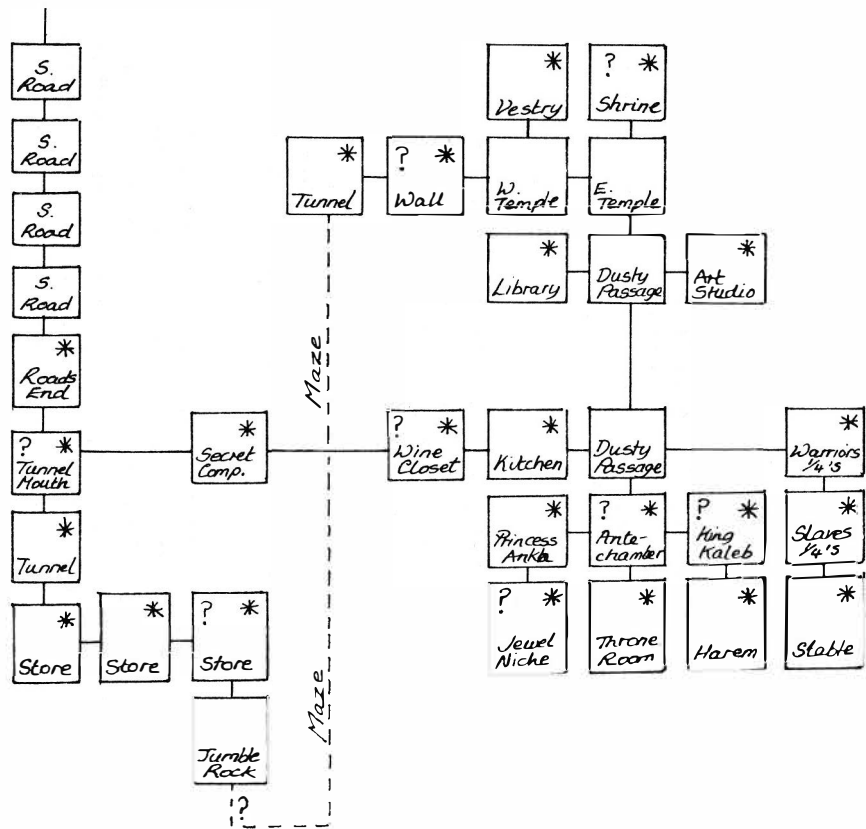 S.
Road
S.
Road
S.
Road
S.
Road
*
Roads
End
? *
Tunnel
Mouth
*
Tunnel
*
Store
*
Store
? *
Store
Jumble
Rock
?
*
Secret
Comp.
Maze
Maze
*
Tunnel
? *
Wall
*
Vestry
? *
Shrine
W.
Temple
E.
Temple
*
Library
Dusty
Passage
*
Art
Studio
? *
Wine
Closet
*
Kitchen
Dusty
Passage
*
Warriors
1/4's
*
Princess
? *
Ante-
chamber
? *
King
Kaleb
*
Slaves
1/4's
? *
Jewel
Niche
*
Throne
Room
*
Harem
*
Stable